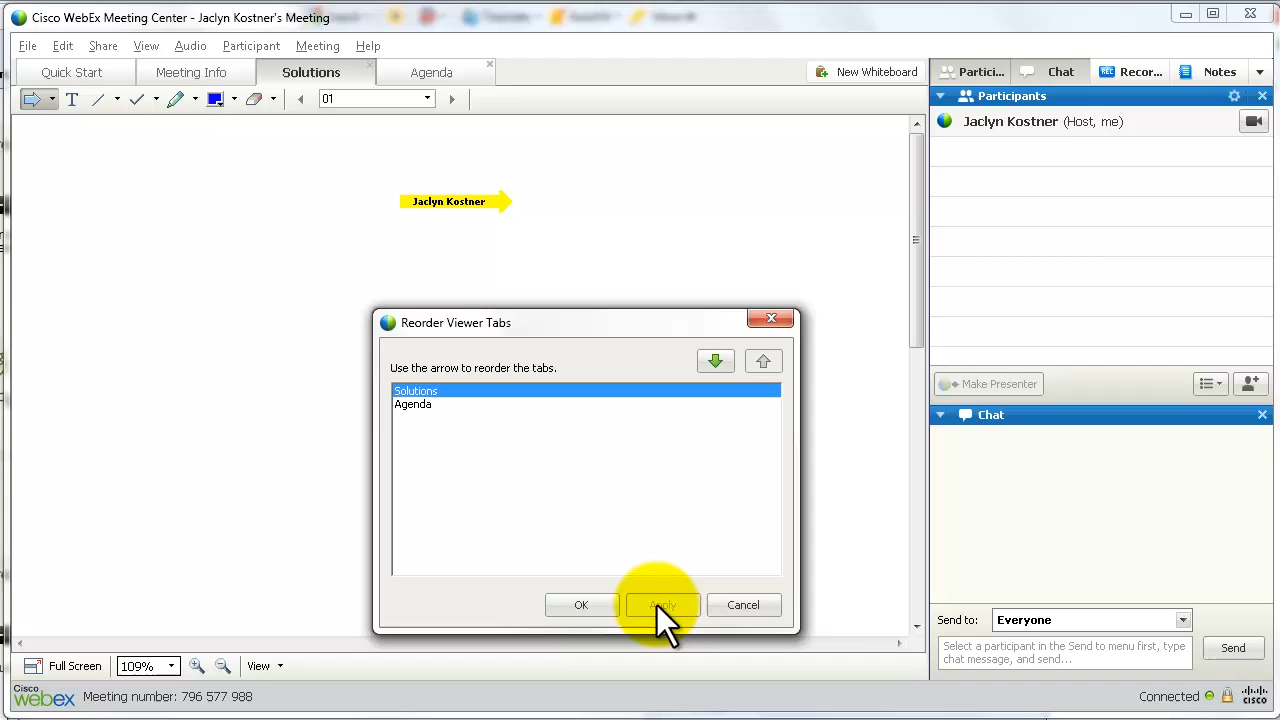 Cisco WebEx Meeting Center - Jaclyn Kostner's Meeting
File Edit Share View Audio Participant Meeting Help
Quick Start Meeting Info Solutions Agenda New Whiteboard
Partici... Chat REC Recor... Notes
T 01
Participants
Jaclyn Kostner (Host, me)
Jaclyn Kostner
Reorder Viewer Tabs
Use the arrow to reorder the tabs.
Solutions
Agenda
OK Apply Cancel
Make Presenter
Chat
Send to: Everyone
Select a participant in the Send to menu first, type
chat message, and send...
Send
Full Screen 109% View
Cisco
webex Meeting number: 796 577 988
Connected
CISCO